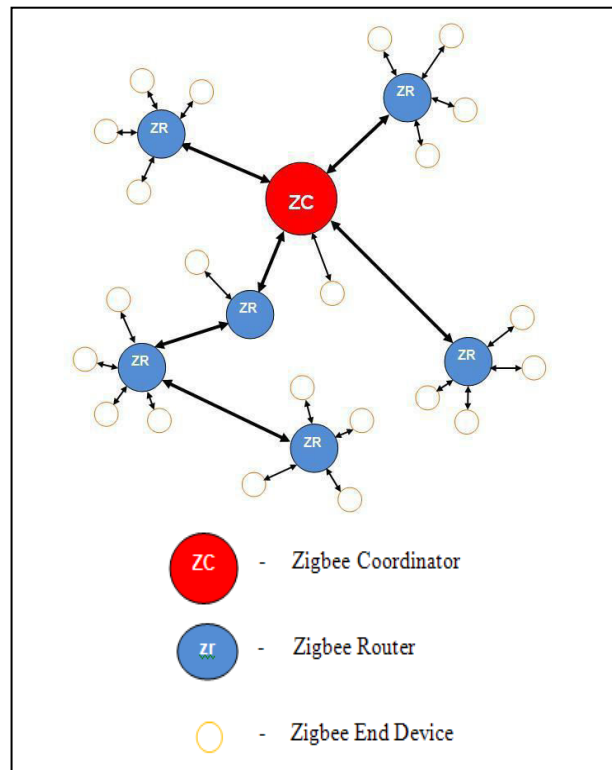 ZR
ZR
ZC
ZR
ZR
ZR
ZR
ZC - Zigbee Coordinator
zr - Zigbee Router
- Zigbee End Device